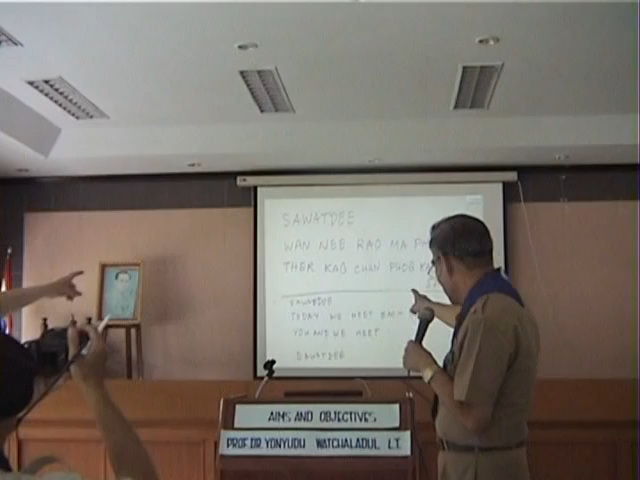 SAWATDEE
WAN NEE RAO MA
THER KAB CHAN PHOB
SAWATDEE
TODAY WE MEET
YOU AND WE MEET
SAWATDEE
AIMS AND OBJECTIVES
PROF. DR. YONYUDU WATCHALADUL L.T.